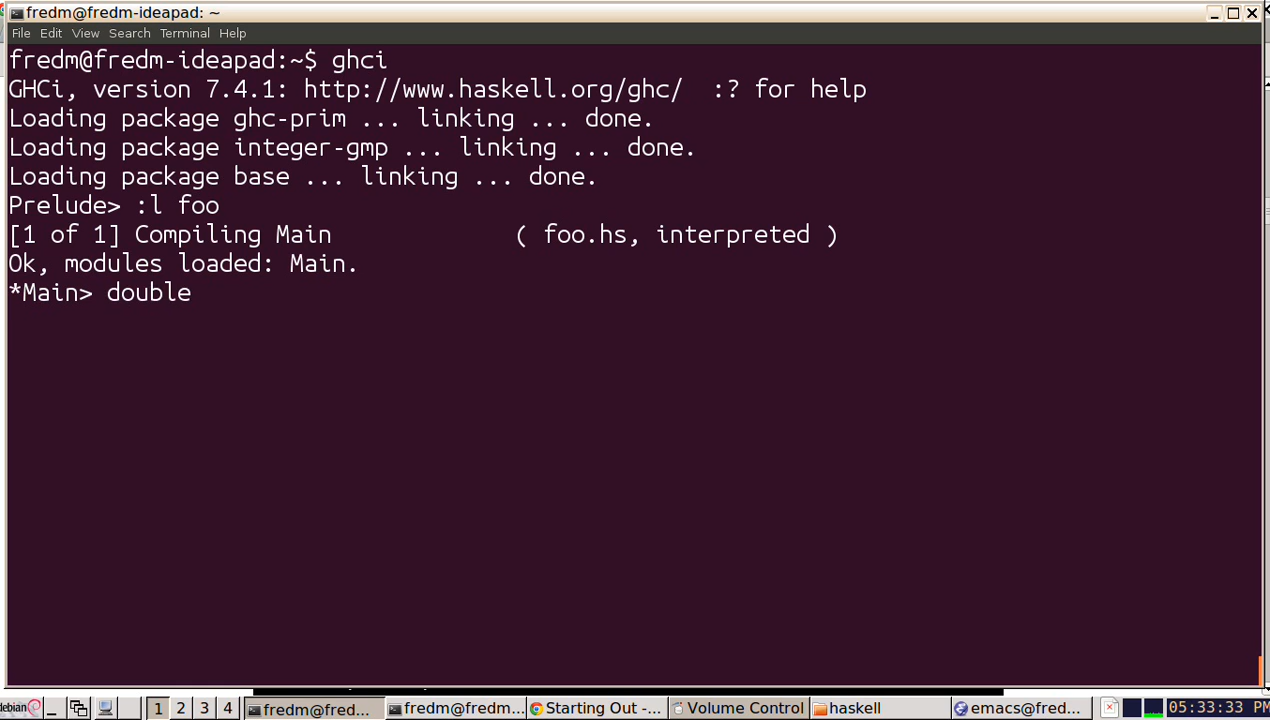 fredm@fredm-ideapad: ~
File Edit View Search Terminal Help
fredm@fredm-ideapad:~$ ghci
GHCi, version 7.4.1: http://www.haskell.org/ghc/  :? for help
Loading package ghc-prim ... linking ... done.
Loading package integer-gmp ... linking ... done.
Loading package base ... linking ... done.
Prelude> :l foo
[1 of 1] Compiling Main             ( foo.hs, interpreted )
Ok, modules loaded: Main.
*Main> double
debian 1 2 3 4 fredm@fred... fredm@fredm... Starting Out -... Volume Control haskell emacs@fred... 05:33:33 PM